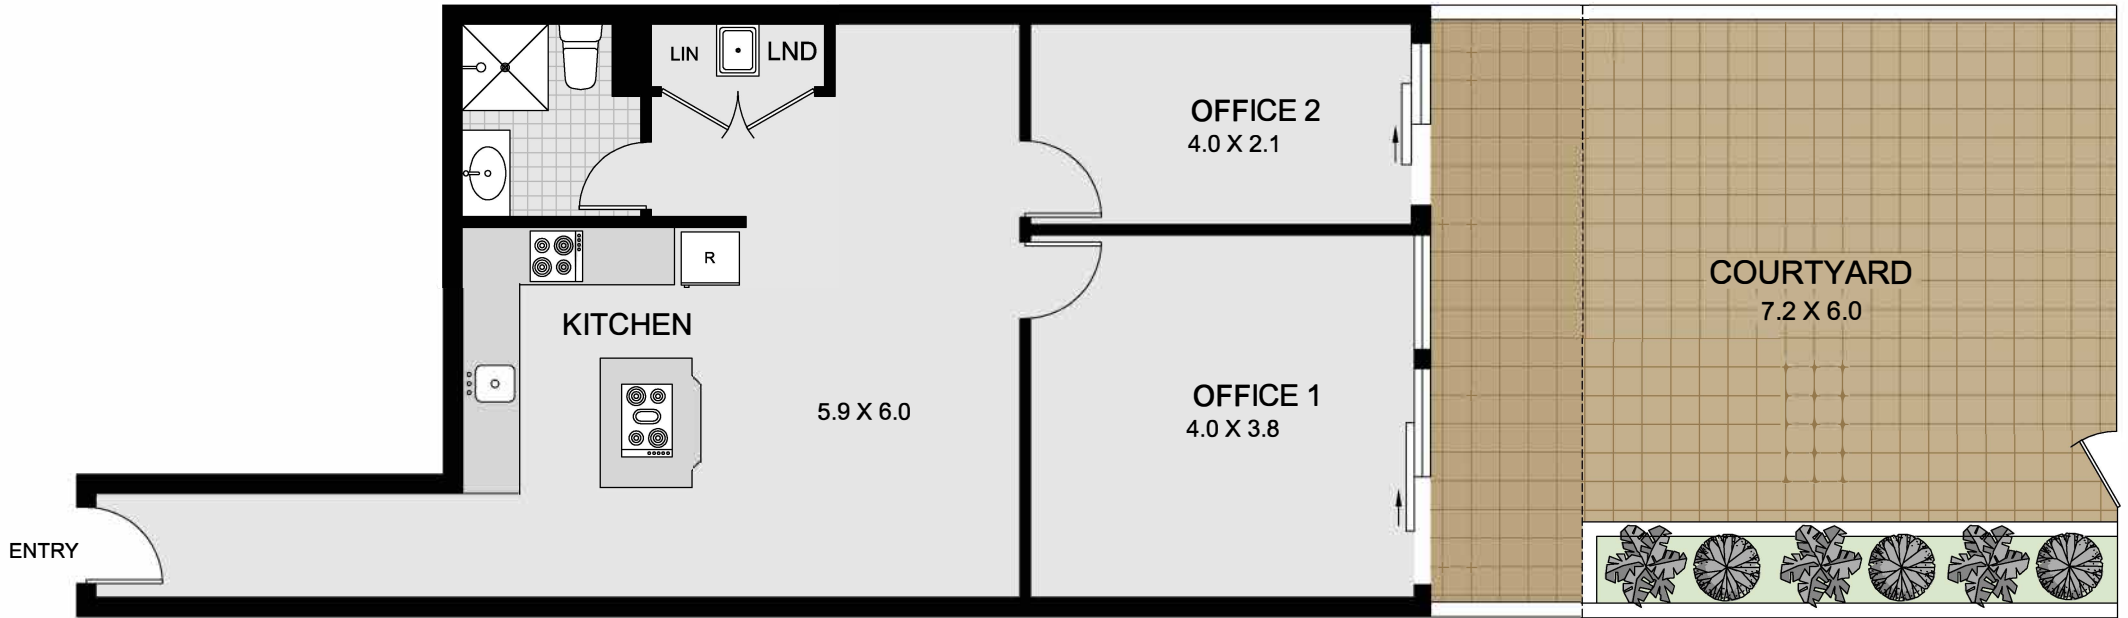 LIN
LND
OFFICE 2
4.0 X 2.1
R
COURTYARD
7.2 X 6.0
KITCHEN
5.9 X 6.0
OFFICE 1
4.0 X 3.8
ENTRY